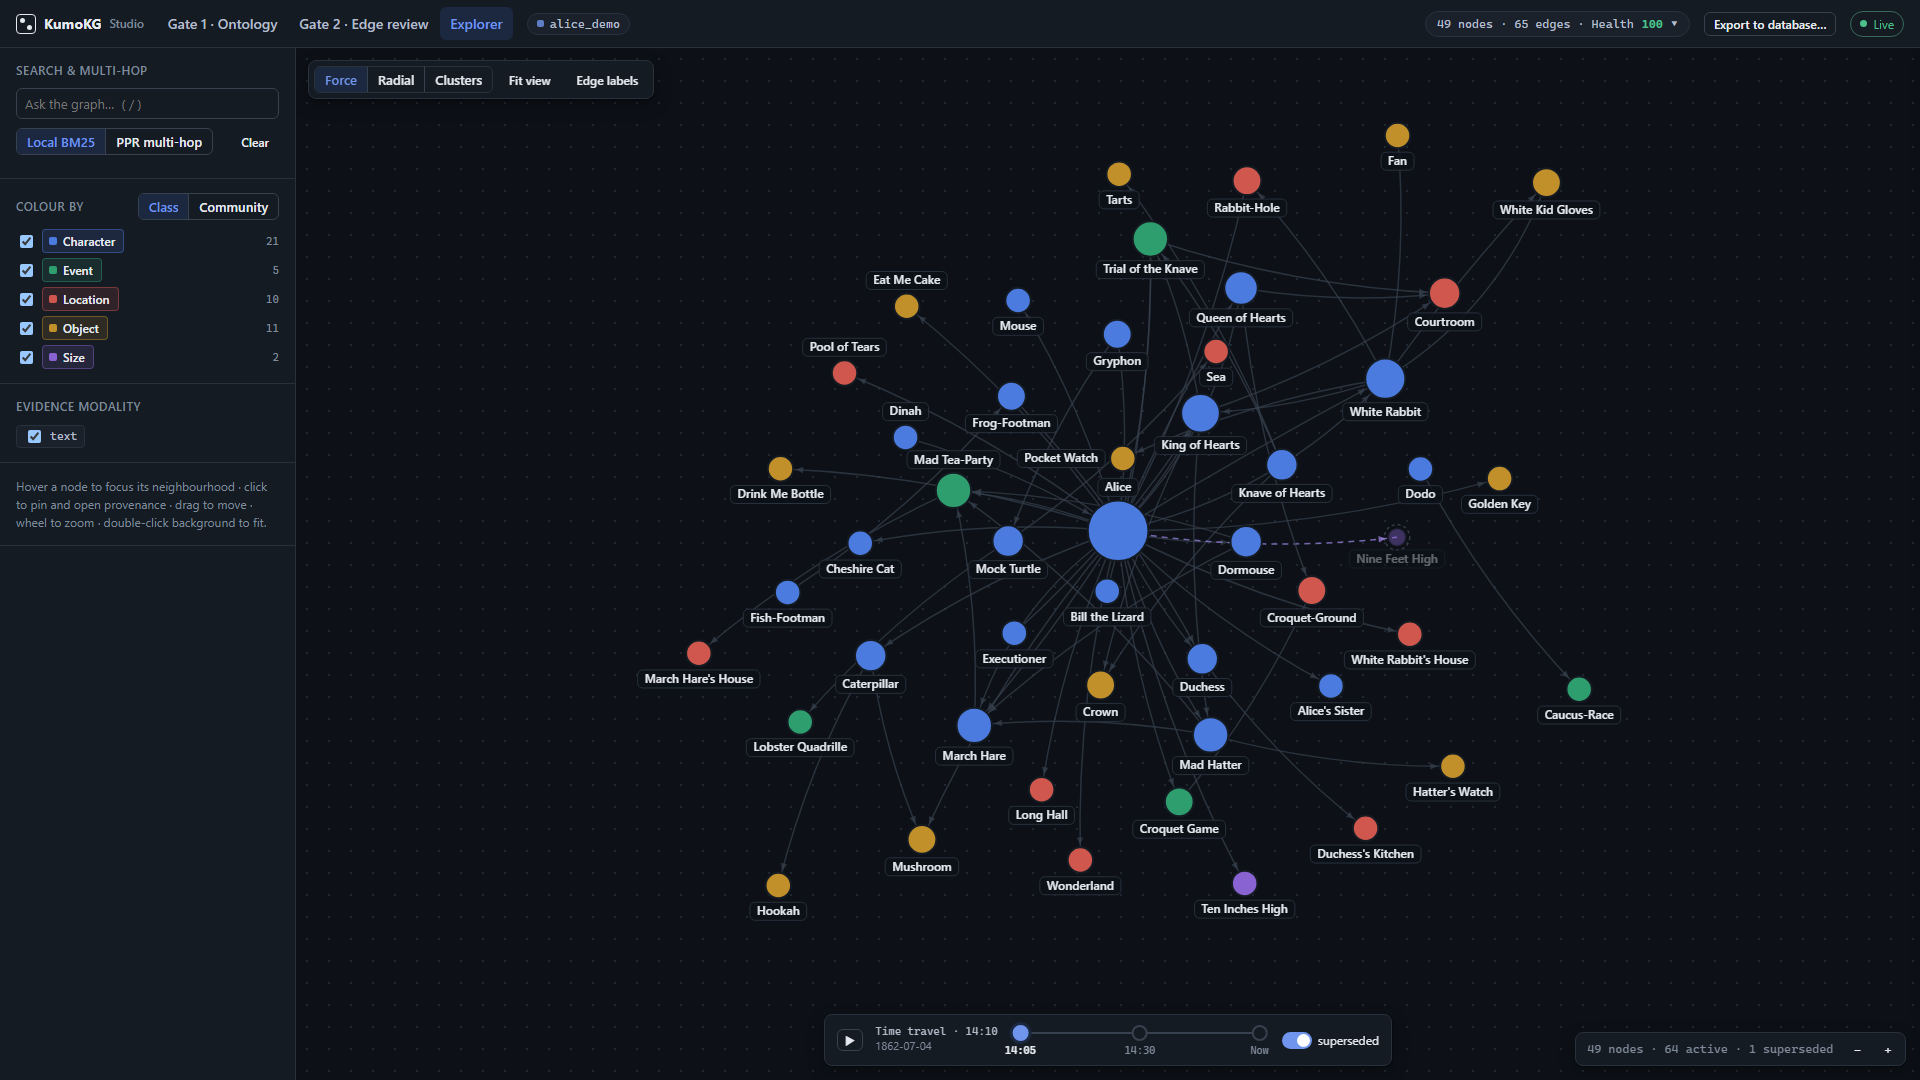 KumoKG Studio Gate 1 · Ontology Gate 2 · Edge review Explorer alice_demo 49 nodes · 65 edges · Health 100 ▼ Export to database... Live
SEARCH & MULTI-HOP
Ask the graph... ( / )
Local BM25 PPR multi-hop Clear
COLOUR BY Class Community
Character 21
Event 5
Location 10
Object 11
Size 2
EVIDENCE MODALITY
text
Hover a node to focus its neighbourhood · click
to pin and open provenance · drag to move ·
wheel to zoom · double-click background to fit.
Force Radial Clusters Fit view Edge labels
Fan
Tarts
Rabbit-Hole
White Kid Gloves
Trial of the Knave
Eat Me Cake
Queen of Hearts
Mouse
Courtroom
Pool of Tears
Gryphon
Sea
Dinah
White Rabbit
Frog-Footman
King of Hearts
Mad Tea-Party
Pocket Watch
Alice
Drink Me Bottle
Knave of Hearts
Dodo
Golden Key
Nine Feet High
Cheshire Cat
Mock Turtle
Dormouse
Fish-Footman
Bill the Lizard
Croquet-Ground
Executioner
White Rabbit's House
March Hare's House
Caterpillar
Duchess
Crown
Alice's Sister
Caucus-Race
Lobster Quadrille
March Hare
Mad Hatter
Hatter's Watch
Long Hall
Croquet Game
Duchess's Kitchen
Mushroom
Wonderland
Hookah
Ten Inches High
Time travel · 14:10
1862-07-04
14:05 14:30 Now
superseded
49 nodes · 64 active · 1 superseded − +